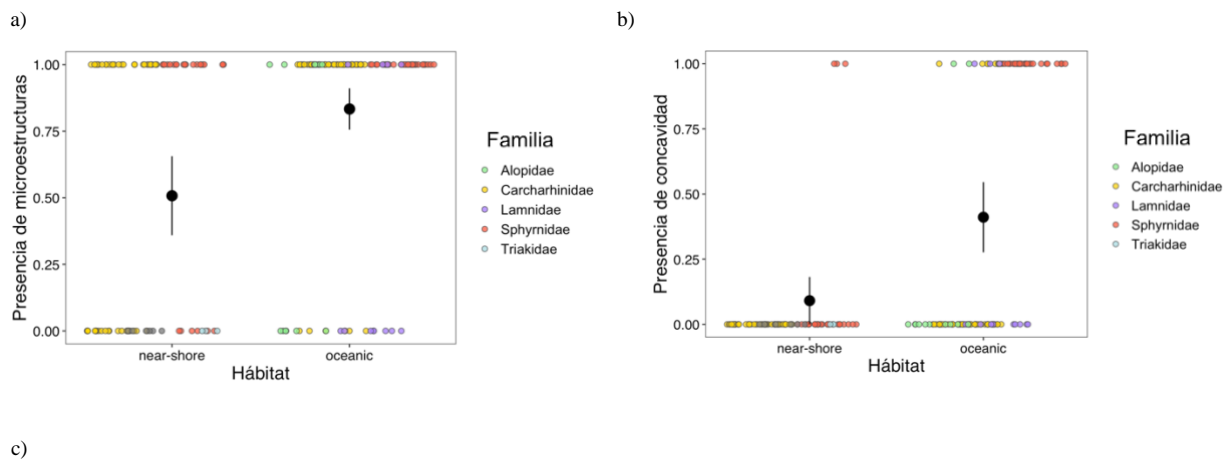 a)
b)
Presencia de microestructuras
1.00
0.75
0.50
0.25
0.00
near-shore
oceanic
Hábitat
Familia
Alopidae
Carcharhinidae
Lamnidae
Sphyrnidae
Triakidae
Presencia de concavidad
1.00
0.75
0.50
0.25
0.00
near-shore
oceanic
Hábitat
Familia
Alopidae
Carcharhinidae
Lamnidae
Sphyrnidae
Triakidae
c)